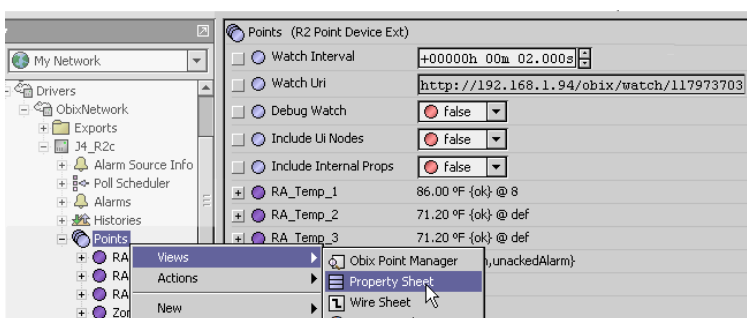 My Network
Drivers
ObixNetwork
Exports
J4_R2c
Alarm Source Info
Poll Scheduler
Alarms
Histories
Points
RA
RA
RA
Zor
Points (R2 Point Device Ext)
Watch Interval +00000h 00m 02.000s
Watch Uri http://192.168.1.94/obix/watch/117973703
Debug Watch false
Include Ui Nodes false
Include Internal Props false
RA_Temp_1 86.00 ºF {ok} @ 8
RA_Temp_2 71.20 ºF {ok} @ def
RA_Temp_3 71.20 ºF {ok} @ def
,unackedAlarm}
Views
Actions
New
Obix Point Manager
Property Sheet
Wire Sheet